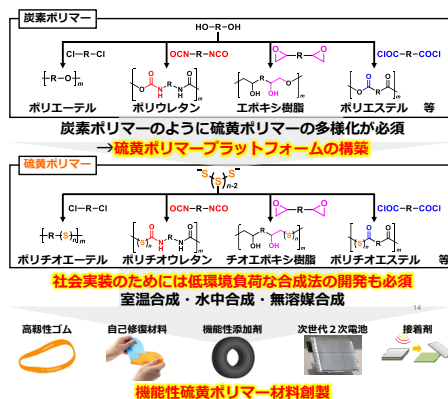 炭素ポリマー
HO−R−OH
Cl−R−Cl
OCN−R−NCO
R
ClOC−R−COCl
ポリエーテル
ポリウレタン
エポキシ樹脂
ポリエステル
等
炭素ポリマーのように硫黄ポリマーの多様化が必須
→硫黄ポリマープラットフォームの構築
硫黄ポリマー
⁻S(S)S⁻n-2
Cl−R−Cl
OCN−R−NCO
R
ClOC−R−COCl
ポリチオエーテル
ポリチオウレタン
チオエポキシ樹脂
ポリチオエステル
等
社会実装のためには低環境負荷な合成法の開発も必須
室温合成・水中合成・無溶媒合成
14
高靱性ゴム
自己修復材料
機能性添加剤
次世代2次電池
接着剤
機能性硫黄ポリマー材料創製